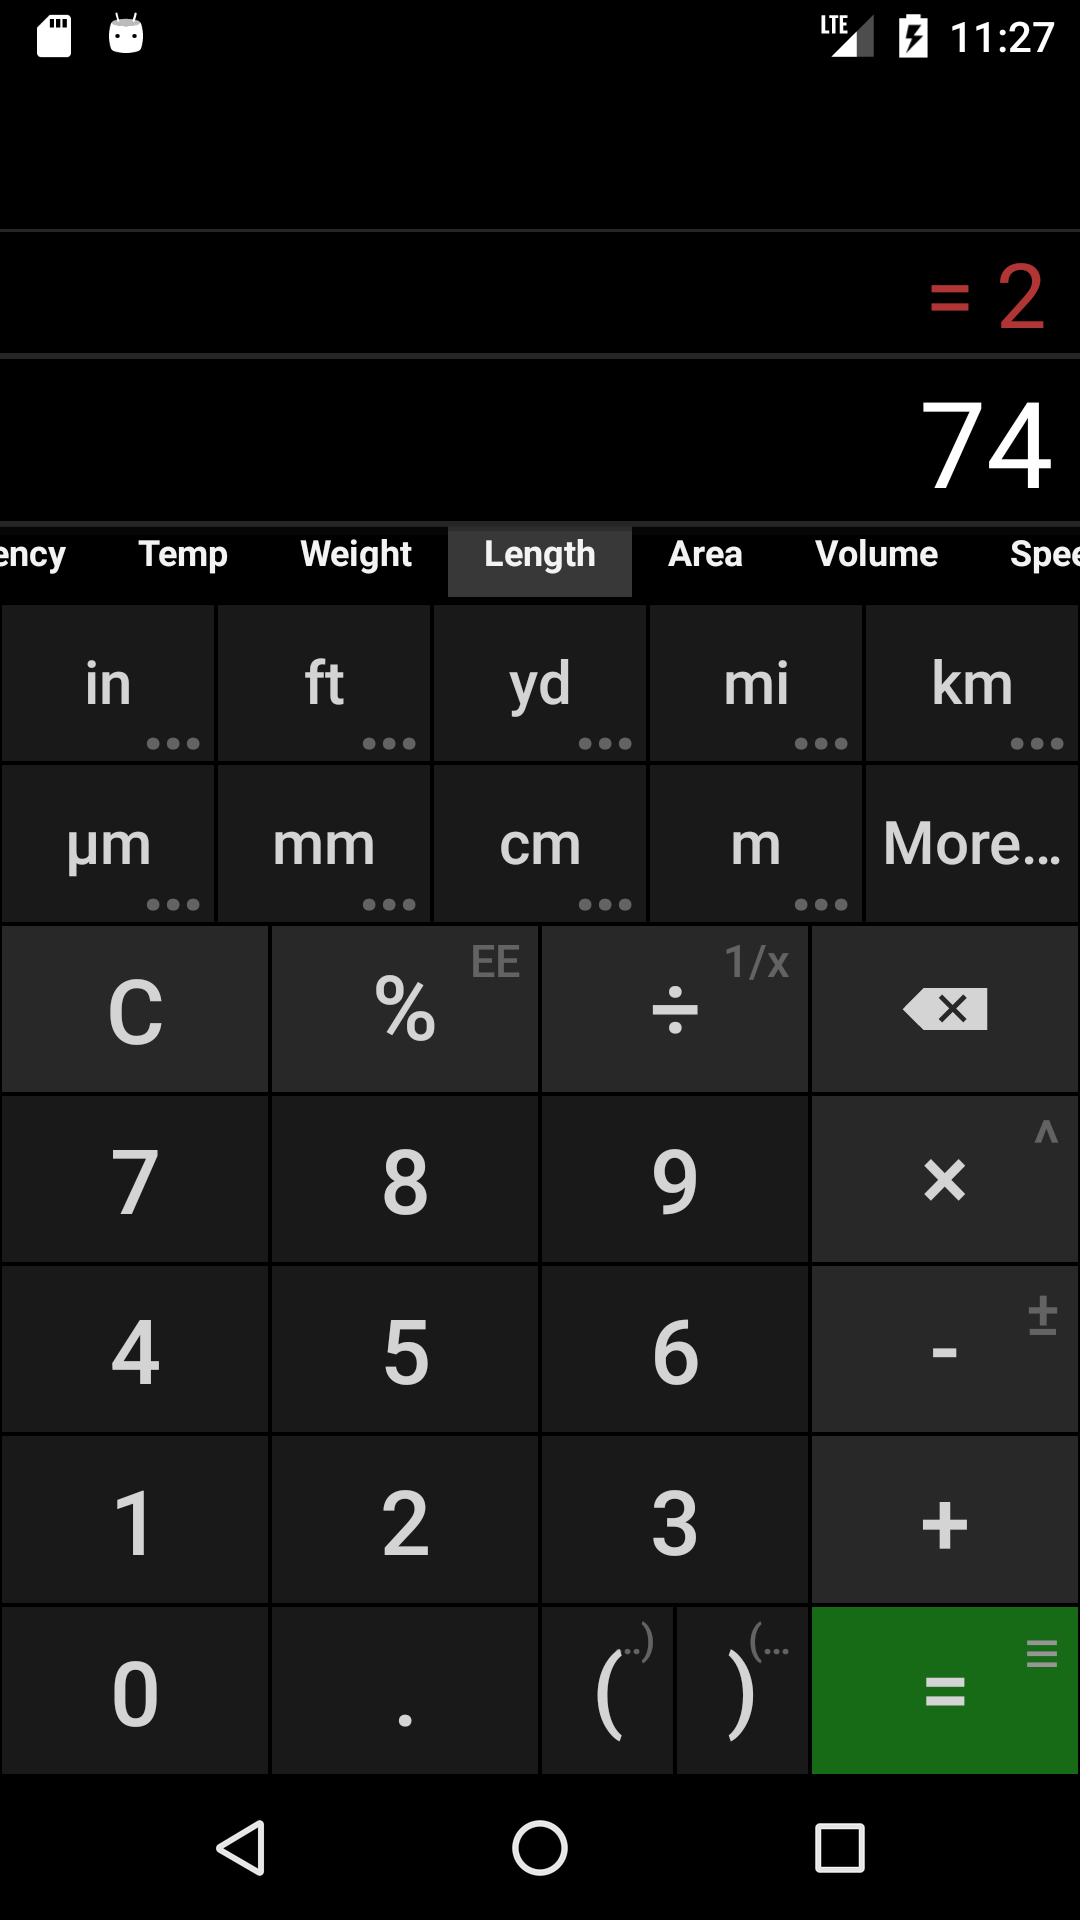 LTE 11:27
= 2
74
ency Temp Weight Length Area Volume Spee
in ft yd mi km
µm mm cm m More...
C % EE ÷ 1/x
7 8 9 × ^
4 5 6 - ±
1 2 3 +
0 . ( ..) ) (... =